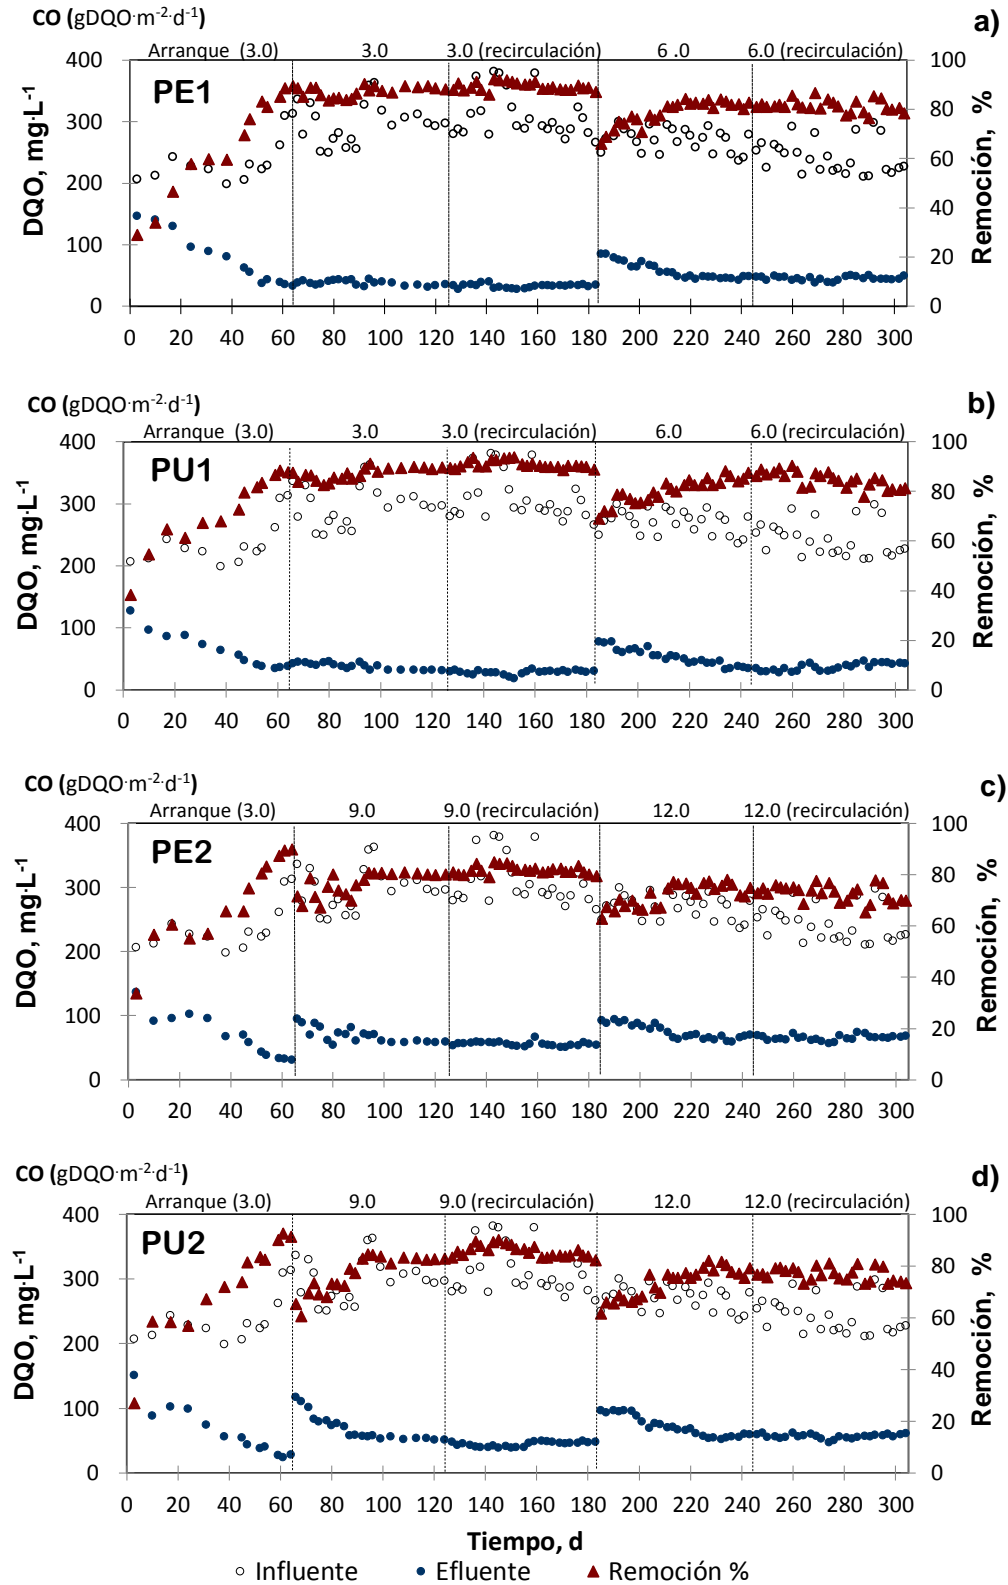 CO (gDQO·m-2·d-1)
a)
Arranque (3.0) 3.0 3.0 (recirculación) 6 .0 6.0 (recirculación)
400 100
PE1
300 80
60
200
40
100
20
0 0
0 20 40 60 80 100 120 140 160 180 200 220 240 260 280 300
DQO, mg·L-1
Remoción, %
CO (gDQO·m-2·d-1)
b)
Arranque (3.0) 3.0 3.0 (recirculación) 6.0 6.0 (recirculación)
400 100
PU1
300 80
60
200
40
100
20
0 0
0 20 40 60 80 100 120 140 160 180 200 220 240 260 280 300
DQO, mg·L-1
Remoción, %
CO (gDQO·m-2·d-1)
c)
Arranque (3.0) 9.0 9.0 (recirculación) 12.0 12.0 (recirculación)
400 100
PE2
300 80
60
200
40
100
20
0 0
0 20 40 60 80 100 120 140 160 180 200 220 240 260 280 300
DQO, mg·L-1
Remoción, %
CO (gDQO·m-2·d-1)
d)
Arranque (3.0) 9.0 9.0 (recirculación) 12.0 12.0 (recirculación)
400 100
PU2
300 80
60
200
40
100
20
0 0
0 20 40 60 80 100 120 140 160 180 200 220 240 260 280 300
DQO, mg·L-1
Remoción, %
Tiempo, d
Influente Efluente Remoción %